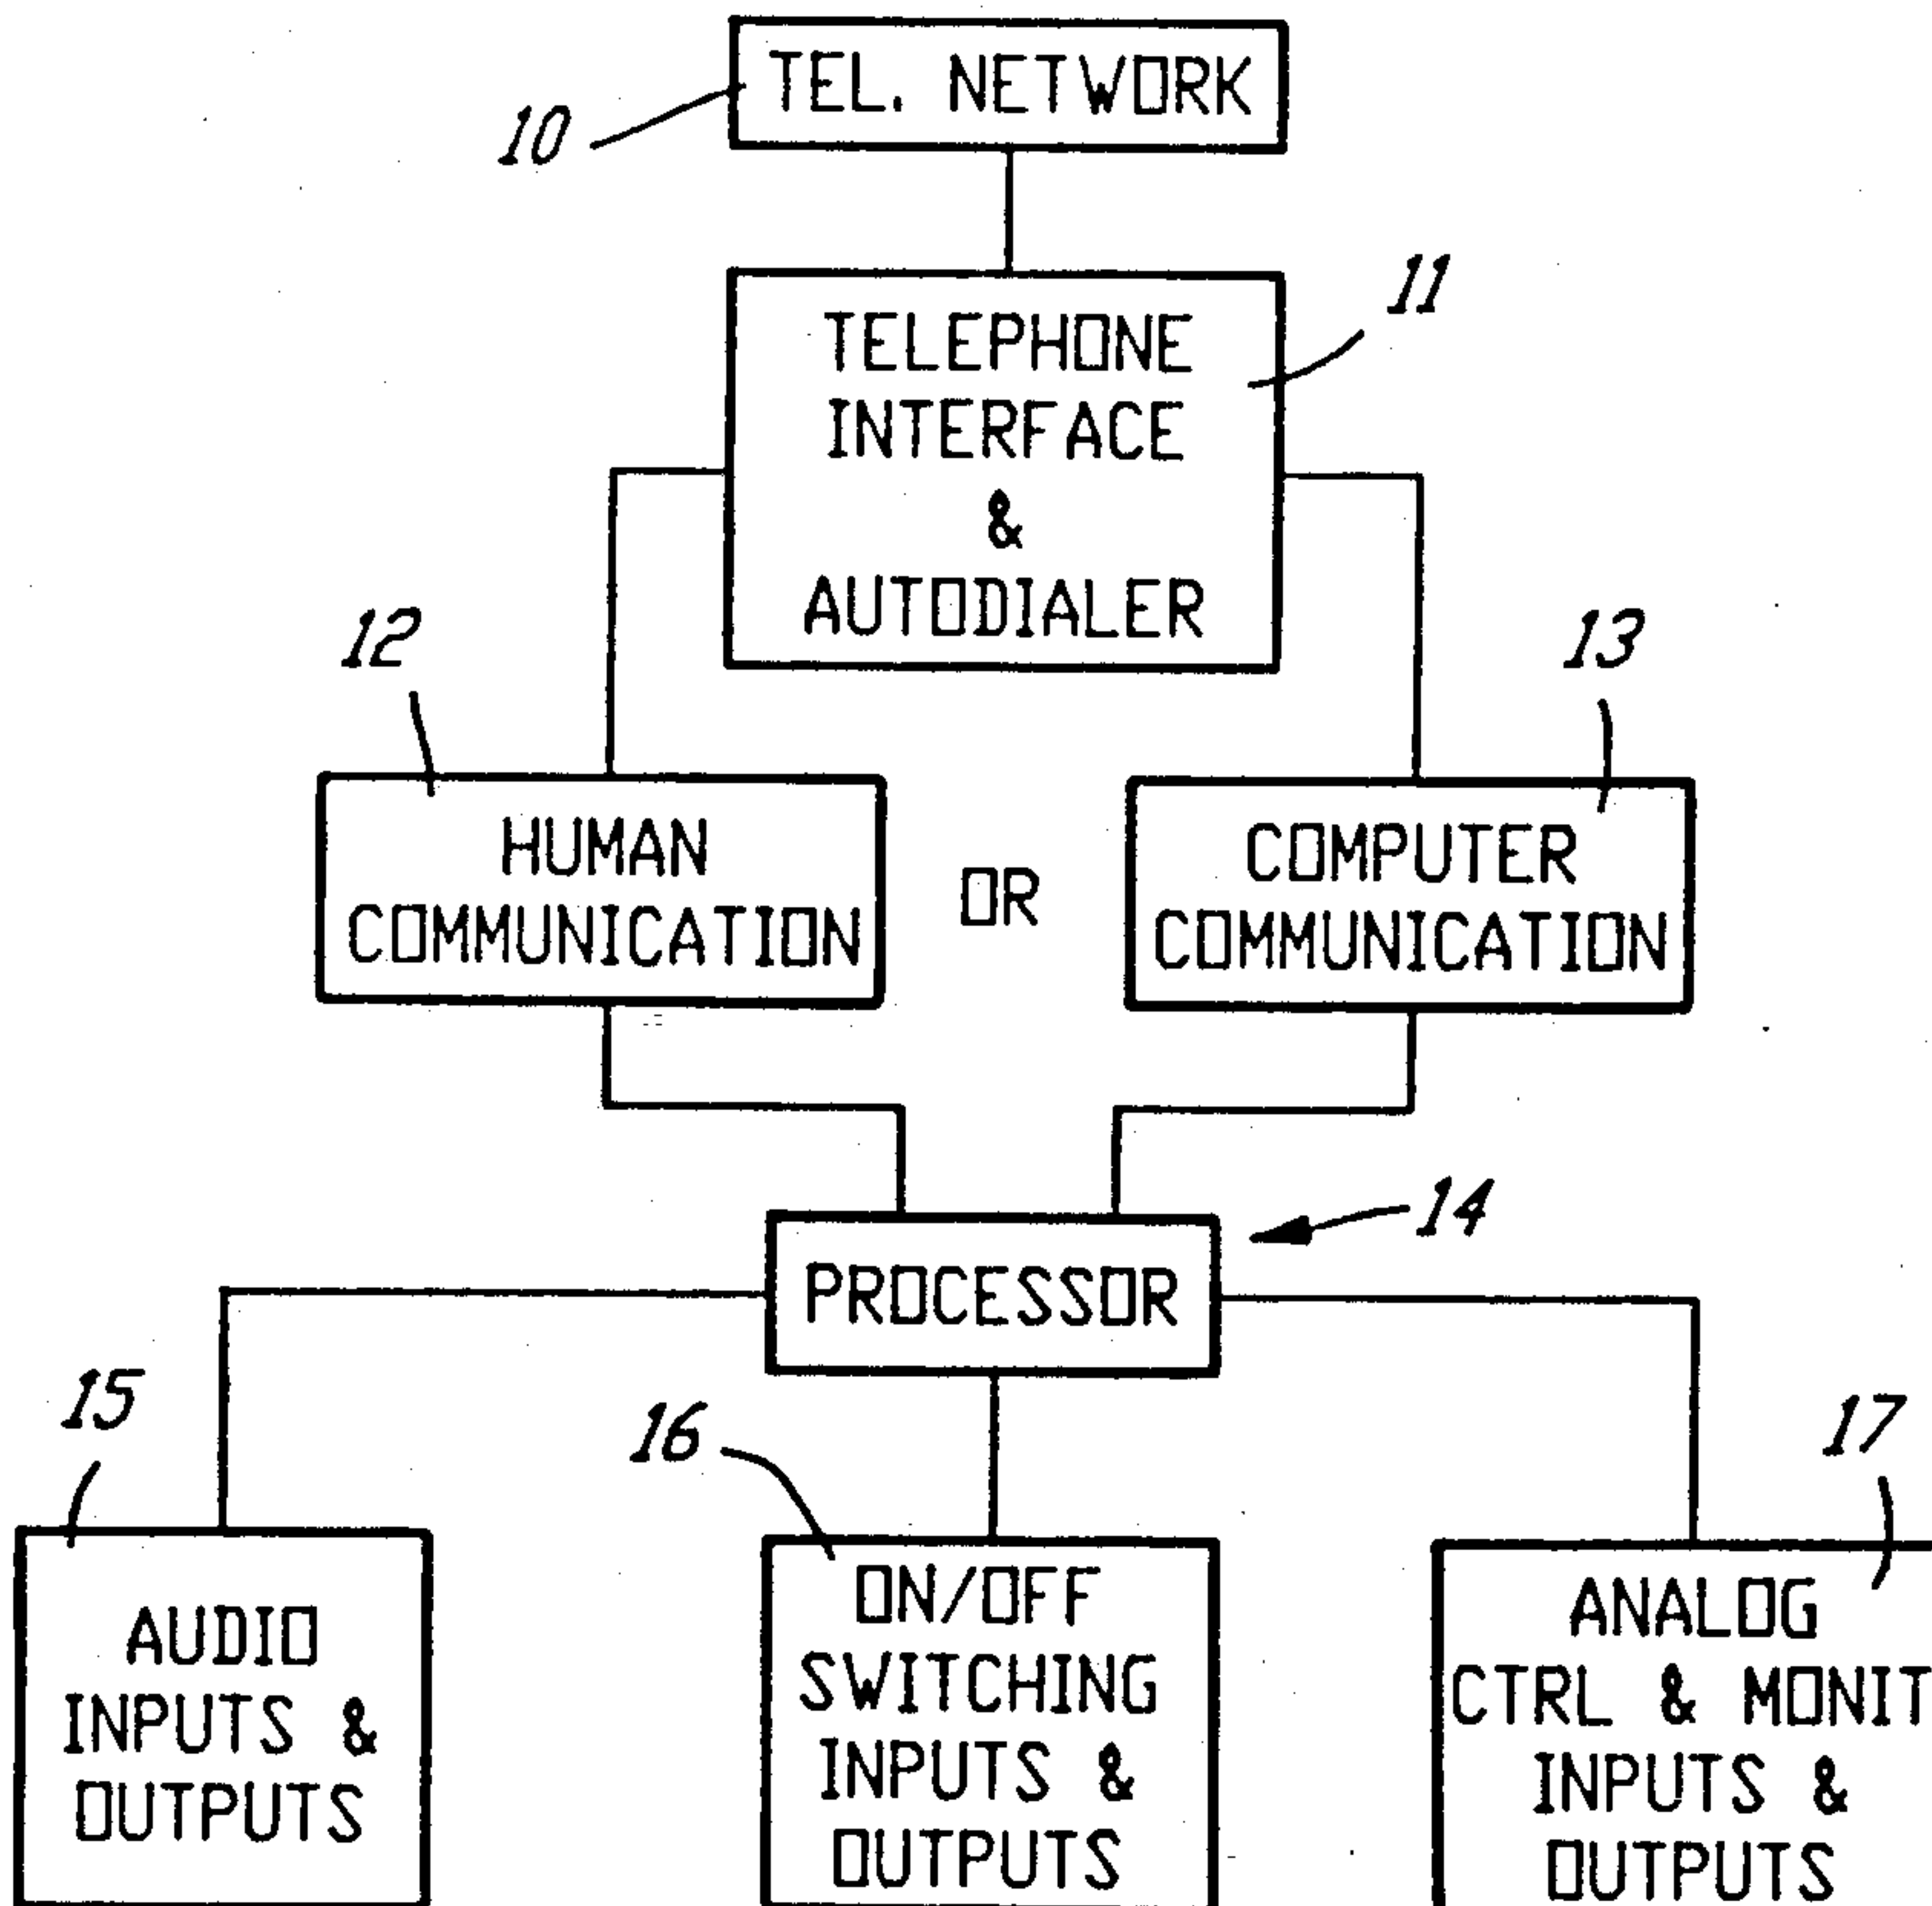 TEL. NETWORK
10
11
TELEPHONE
INTERFACE
&
AUTODIALER
12
13
HUMAN
COMMUNICATION
OR
COMPUTER
COMMUNICATION
14
PROCESSOR
15
16
17
AUDIO
INPUTS &
OUTPUTS
ON/OFF
SWITCHING
INPUTS &
OUTPUTS
ANALOG
CTRL & MONIT
INPUTS &
OUTPUTS